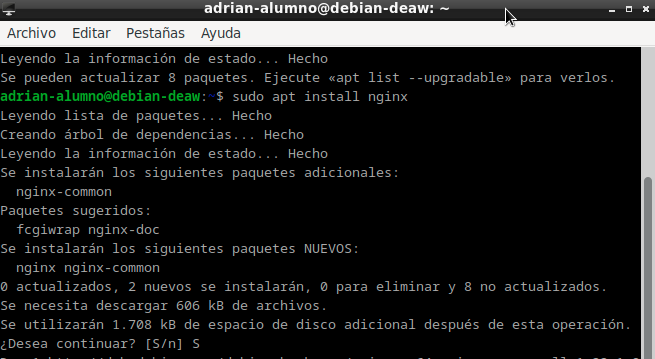 adrian-alumno@debian-deaw: ~
Archivo Editar Pestañas Ayuda
Leyendo la información de estado... Hecho
Se pueden actualizar 8 paquetes. Ejecute «apt list --upgradable» para verlos.
adrian-alumno@debian-deaw:~$ sudo apt install nginx
Leyendo lista de paquetes... Hecho
Creando árbol de dependencias... Hecho
Leyendo la información de estado... Hecho
Se instalarán los siguientes paquetes adicionales:
nginx-common
Paquetes sugeridos:
fcgiwrap nginx-doc
Se instalarán los siguientes paquetes NUEVOS:
nginx nginx-common
0 actualizados, 2 nuevos se instalarán, 0 para eliminar y 8 no actualizados.
Se necesita descargar 606 kB de archivos.
Se utilizarán 1.708 kB de espacio de disco adicional después de esta operación.
¿Desea continuar? [S/n] S